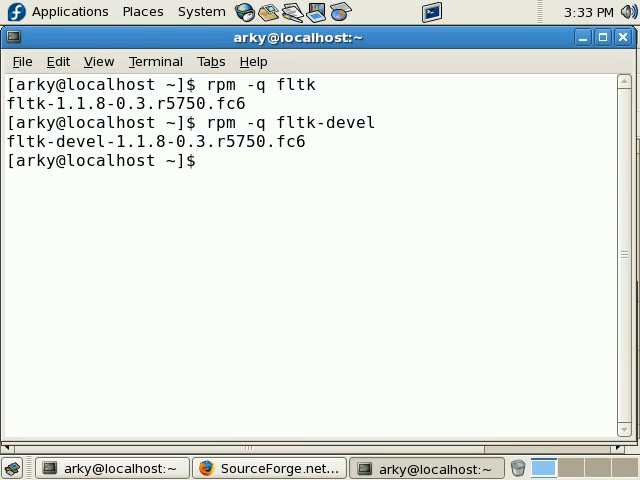 Applications Places System 3:33 PM
arky@localhost:~
File Edit View Terminal Tabs Help
[arky@localhost ~]$ rpm -q fltk
fltk-1.1.8-0.3.r5750.fc6
[arky@localhost ~]$ rpm -q fltk-devel
fltk-devel-1.1.8-0.3.r5750.fc6
[arky@localhost ~]$
arky@localhost:~ SourceForge.net... arky@localhost:~